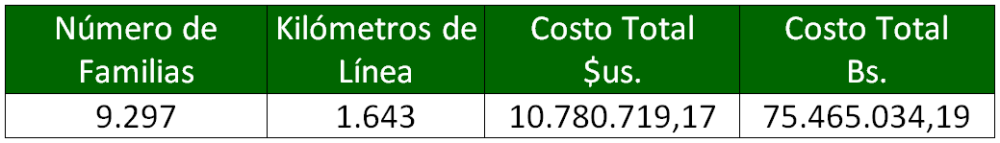 Número de Familias
Kilómetros de Línea
Costo Total $us.
Costo Total Bs.
9.297
1.643
10.780.719,17
75.465.034,19